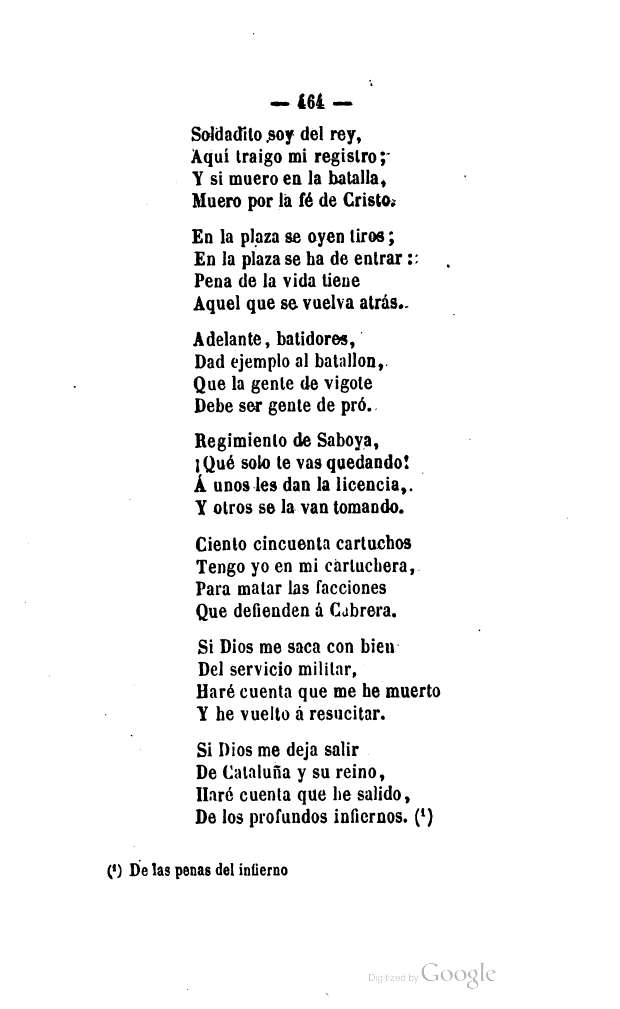 — 464 —
Soldadito soy del rey,
Aquí traigo mi registro;
Y si muero en la batalla,
Muero por la fé de Cristo.
En la plaza se oyen tiros;
En la plaza se ha de entrar:
Pena de la vida tiene
Aquel que se vuelva atrás.
Adelante, batidores,
Dad ejemplo al batallon,
Que la gente de vigote
Debe ser gente de pró.
Regimiento de Saboya,
¡Qué solo te vas quedando!
Á unos les dan la licencia,
Y otros se la van tomando.
Ciento cincuenta cartuchos
Tengo yo en mi cartuchera,
Para matar las facciones
Que defienden á Cabrera.
Si Dios me saca con bien
Del servicio militar,
Haré cuenta que me he muerto
Y he vuelto á resucitar.
Si Dios me deja salir
De Cataluña y su reino,
Haré cuenta que he salido,
De los profundos infiernos. (¹)
(¹) De las penas del infierno
Digitized by Google